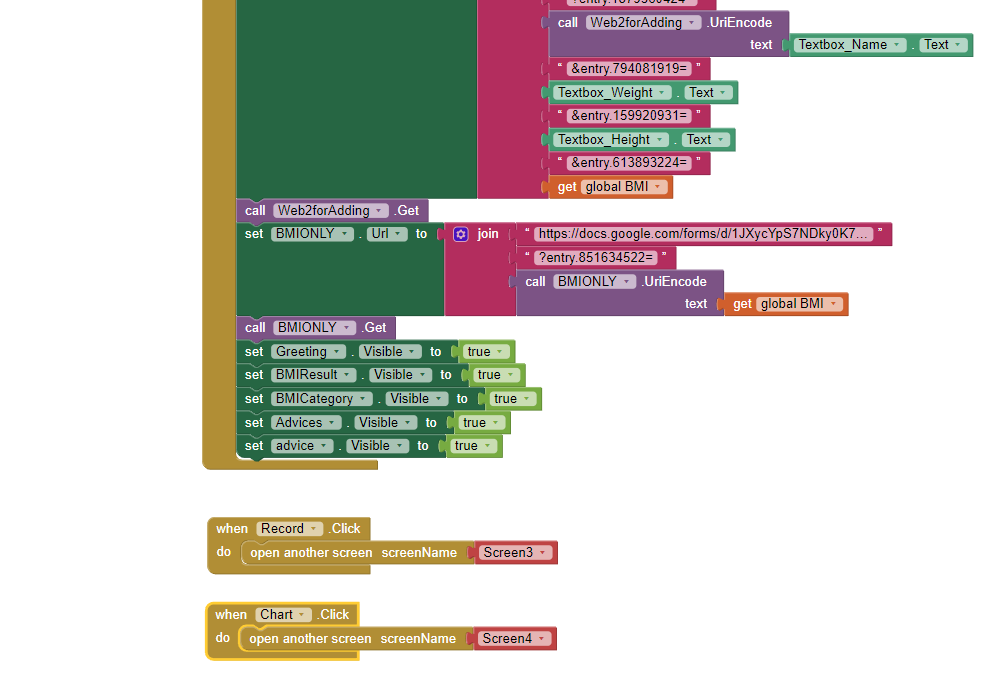 call Web2forAdding .UriEncode
text Textbox_Name . Text
“ &entry.794081919= ”
Textbox_Weight . Text
“ &entry.159920931= ”
Textbox_Height . Text
“ &entry.613893224= ”
get global BMI
call Web2forAdding .Get
set BMIONLY . Url to join “ https://docs.google.com/forms/d/1JXycYpS7NDky0K7... ”
“ ?entry.851634522= ”
call BMIONLY .UriEncode
text get global BMI
call BMIONLY .Get
set Greeting . Visible to true
set BMIResult . Visible to true
set BMICategory . Visible to true
set Advices . Visible to true
set advice . Visible to true
when Record .Click
do open another screen screenName Screen3
when Chart .Click
do open another screen screenName Screen4